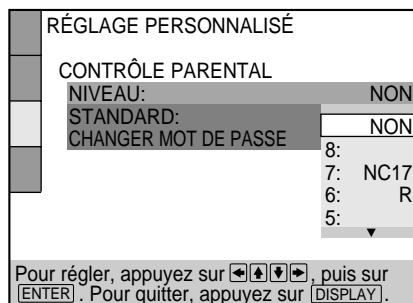 RÉGLAGE PERSONNALISÉ
CONTRÔLE PARENTAL
NIVEAU: NON
STANDARD:
CHANGER MOT DE PASSE
NON
8:
7: NC17
6: R
5:
Pour régler, appuyez sur , puis sur
ENTER . Pour quitter, appuyez sur DISPLAY .